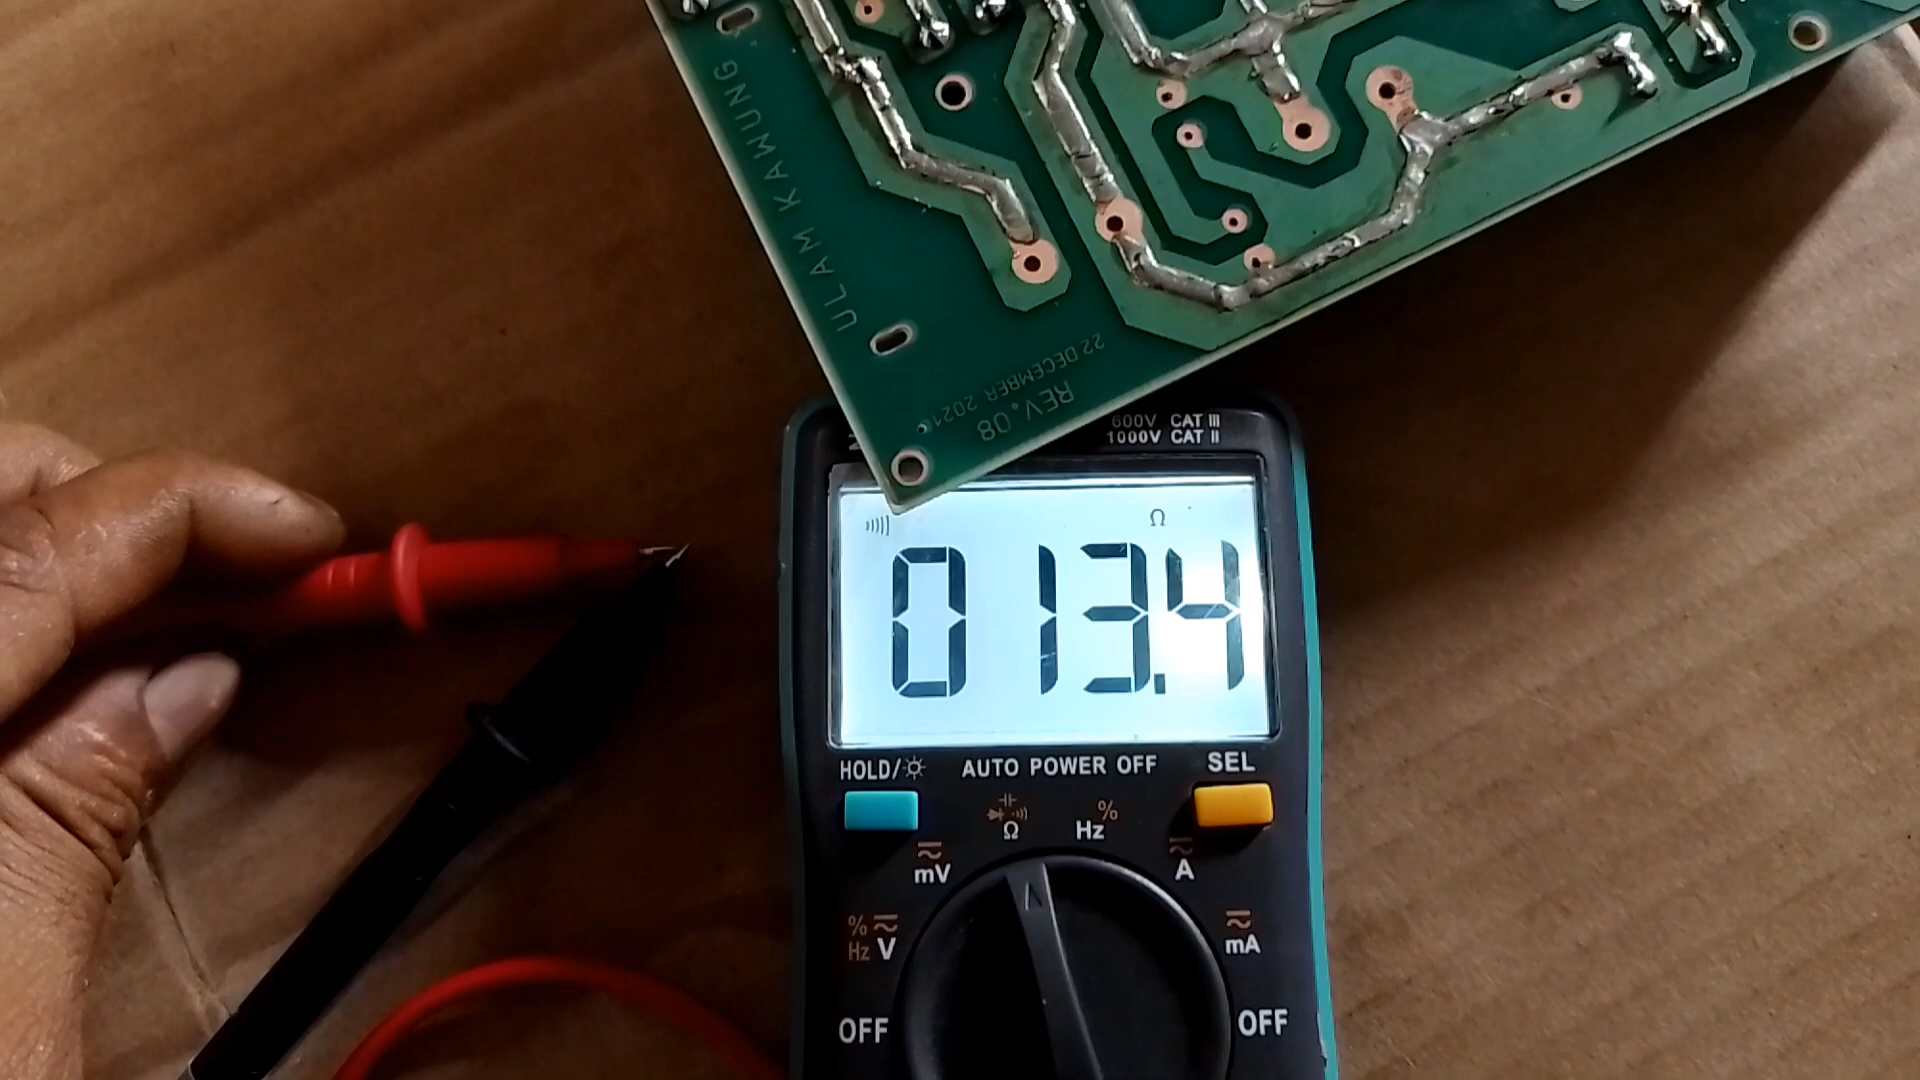 ULAM KAWUNG
22 DECEMBER 2021
REV.08
600V CAT III
1000V CAT II
Ω
013.4
HOLD/ AUTO POWER OFF SEL
% 
Ω Hz
mV A
% Hz V mA
OFF OFF